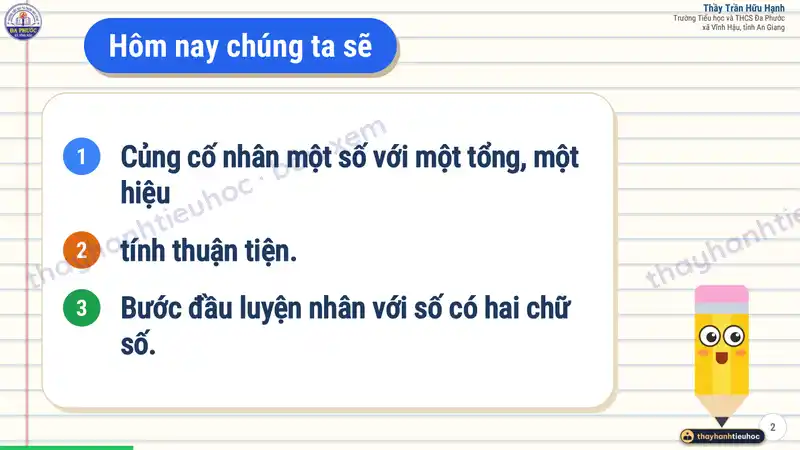 Thầy Trần Hữu Hạnh
Trường Tiểu học và THCS Đa Phước
xã Vĩnh Hậu, tỉnh An Giang
ĐA PHƯỚC
Hôm nay chúng ta sẽ
1 Củng cố nhân một số với một tổng, một
hiệu
2 tính thuận tiện.
3 Bước đầu luyện nhân với số có hai chữ
số.
thayhanhtieuhoc
2